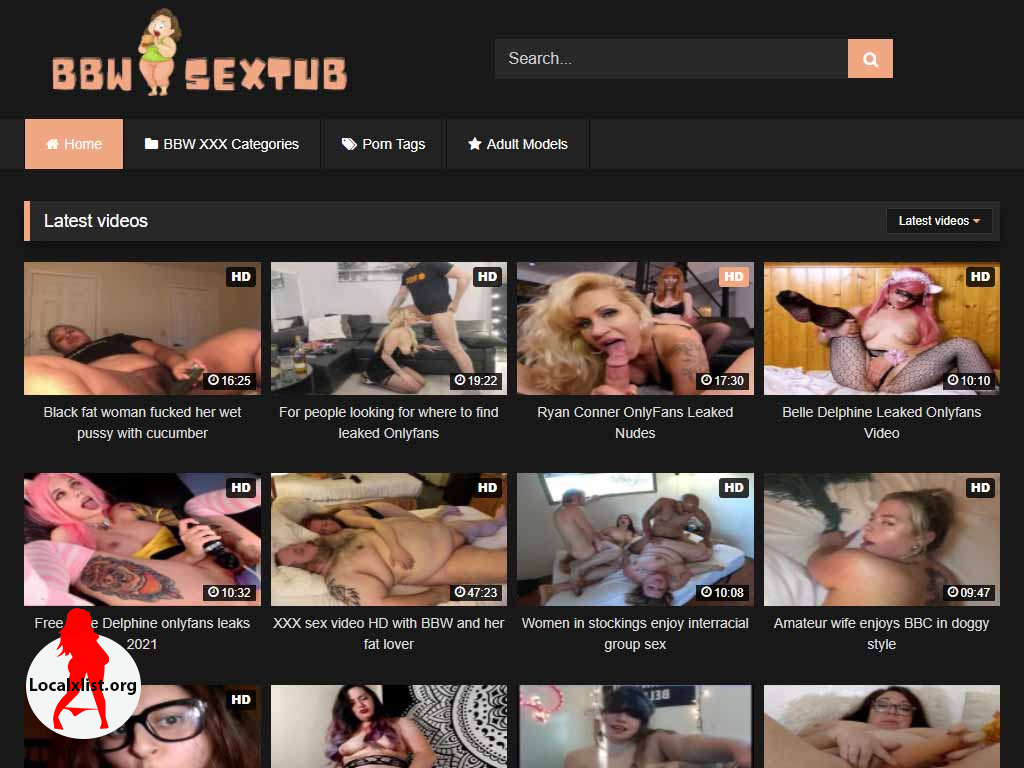 BBW SEXTUB
Search...
Home
BBW XXX Categories
Porn Tags
Adult Models
Latest videos
Latest videos
HD
16:25
HD
19:22
HD
17:30
HD
10:10
Black fat woman fucked her wet
pussy with cucumber
For people looking for where to find
leaked Onlyfans
Ryan Conner OnlyFans Leaked
Nudes
Belle Delphine Leaked Onlyfans
Video
HD
10:32
HD
47:23
HD
10:08
HD
09:47
Free Delphine onlyfans leaks
2021
XXX sex video HD with BBW and her
fat lover
Women in stockings enjoy interracial
group sex
Amateur wife enjoys BBC in doggy
style
Localxlist.org
HD